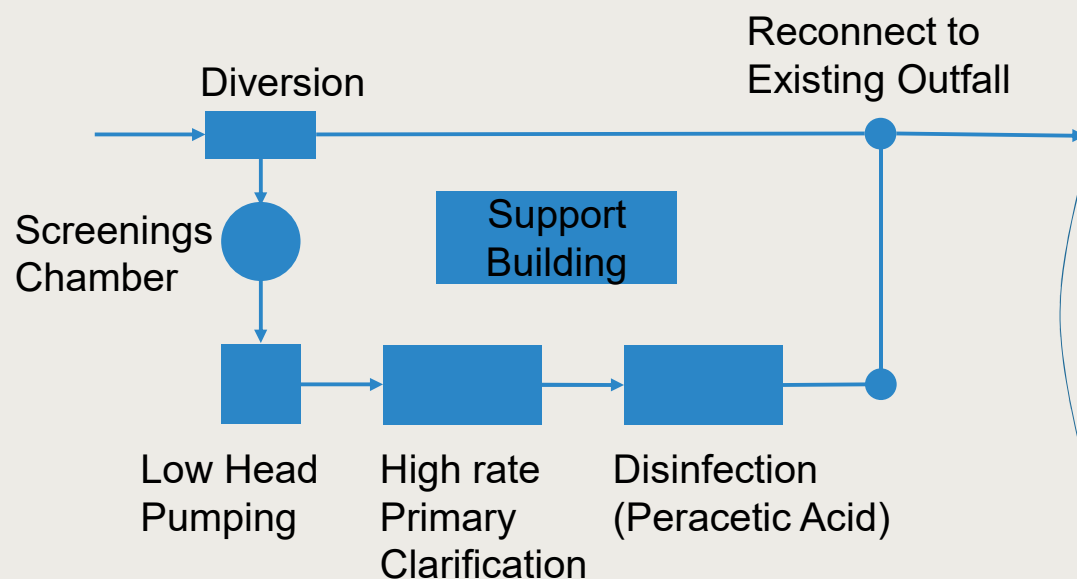 Reconnect to
Existing Outfall
Diversion
Screenings
Chamber
Support
Building
Low Head
Pumping
High rate
Primary
Clarification
Disinfection
(Peracetic Acid)